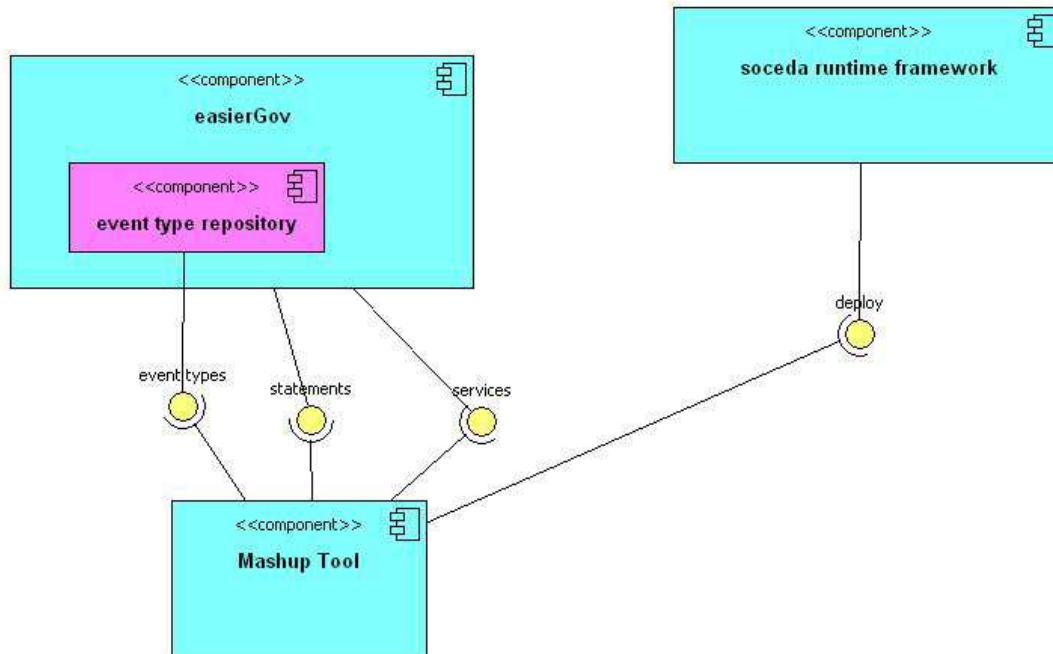 <<component>>
easierGov
<<component>>
event type repository
<<component>>
soceda runtime framework
deploy
event types
statements
services
<<component>>
Mashup Tool